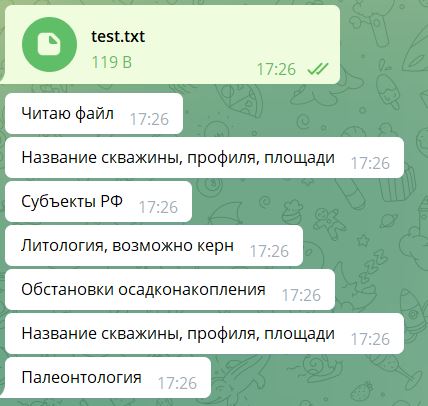 test.txt
119 B
17:26
Читаю файл 17:26
Название скважины, профиля, площади 17:26
Субъекты РФ 17:26
Литология, возможно керн 17:26
Обстановки осадконакопления 17:26
Название скважины, профиля, площади 17:26
Палеонтология 17:26